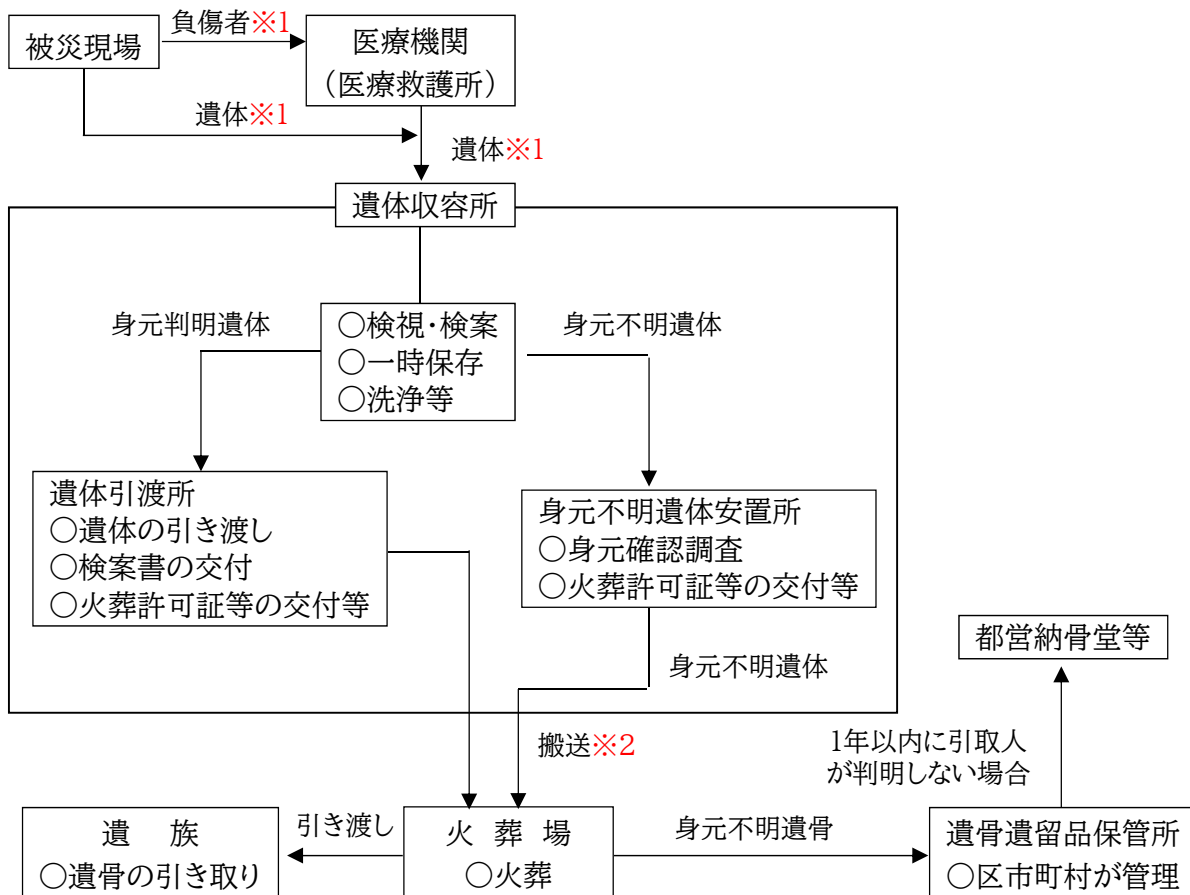 被災現場
負傷者※1
医療機関
（医療救護所）
遺体※1
遺体※1
遺体収容所
身元判明遺体
○検視・検案
○一時保存
○洗浄等
身元不明遺体
遺体引渡所
○遺体の引き渡し
○検案書の交付
○火葬許可証等の交付等
身元不明遺体安置所
○身元確認調査
○火葬許可証等の交付等
身元不明遺体
都営納骨堂等
搬送※2
1年以内に引取人
が判明しない場合
遺　族
○遺骨の引き取り
引き渡し
火 葬 場
○火葬
身元不明遺骨
遺骨遺留品保管所
○区市町村が管理